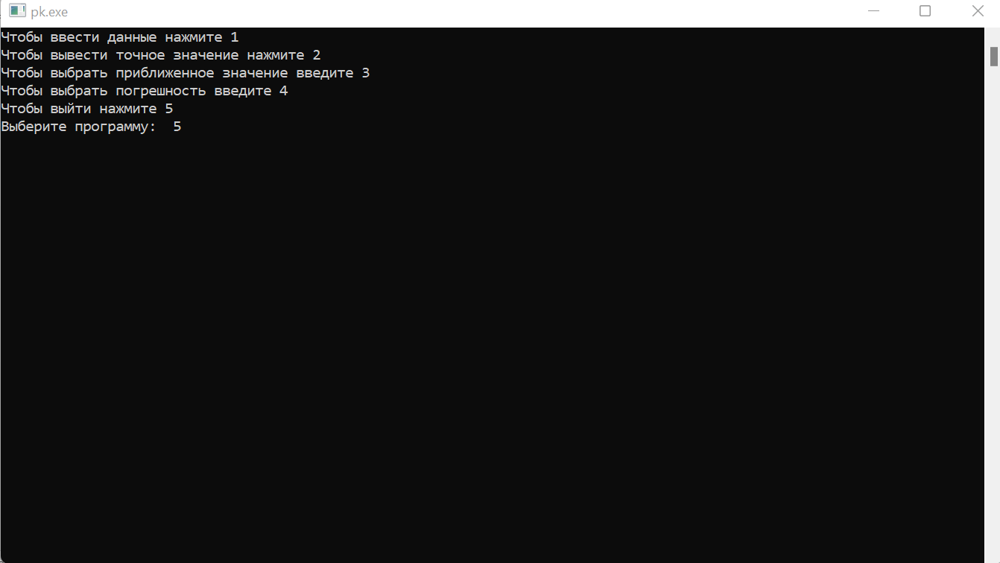 pk.exe
Чтобы ввести данные нажмите 1
Чтобы вывести точное значение нажмите 2
Чтобы выбрать приближенное значение введите 3
Чтобы выбрать погрешность введите 4
Чтобы выйти нажмите 5
Выберите программу:  5